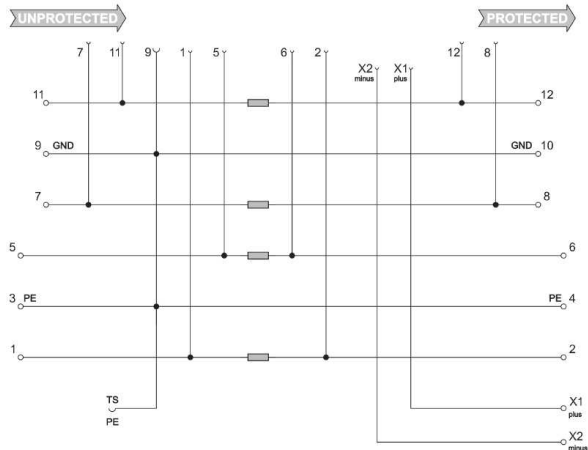 UNPROTECTED PROTECTED
7 11 9 1 5 6 2 X2 minus X1 plus 12 8
11 12
9 GND GND 10
7 8
5 6
3 PE PE 4
1 2
TS
PE
X1
plus
X2
minus